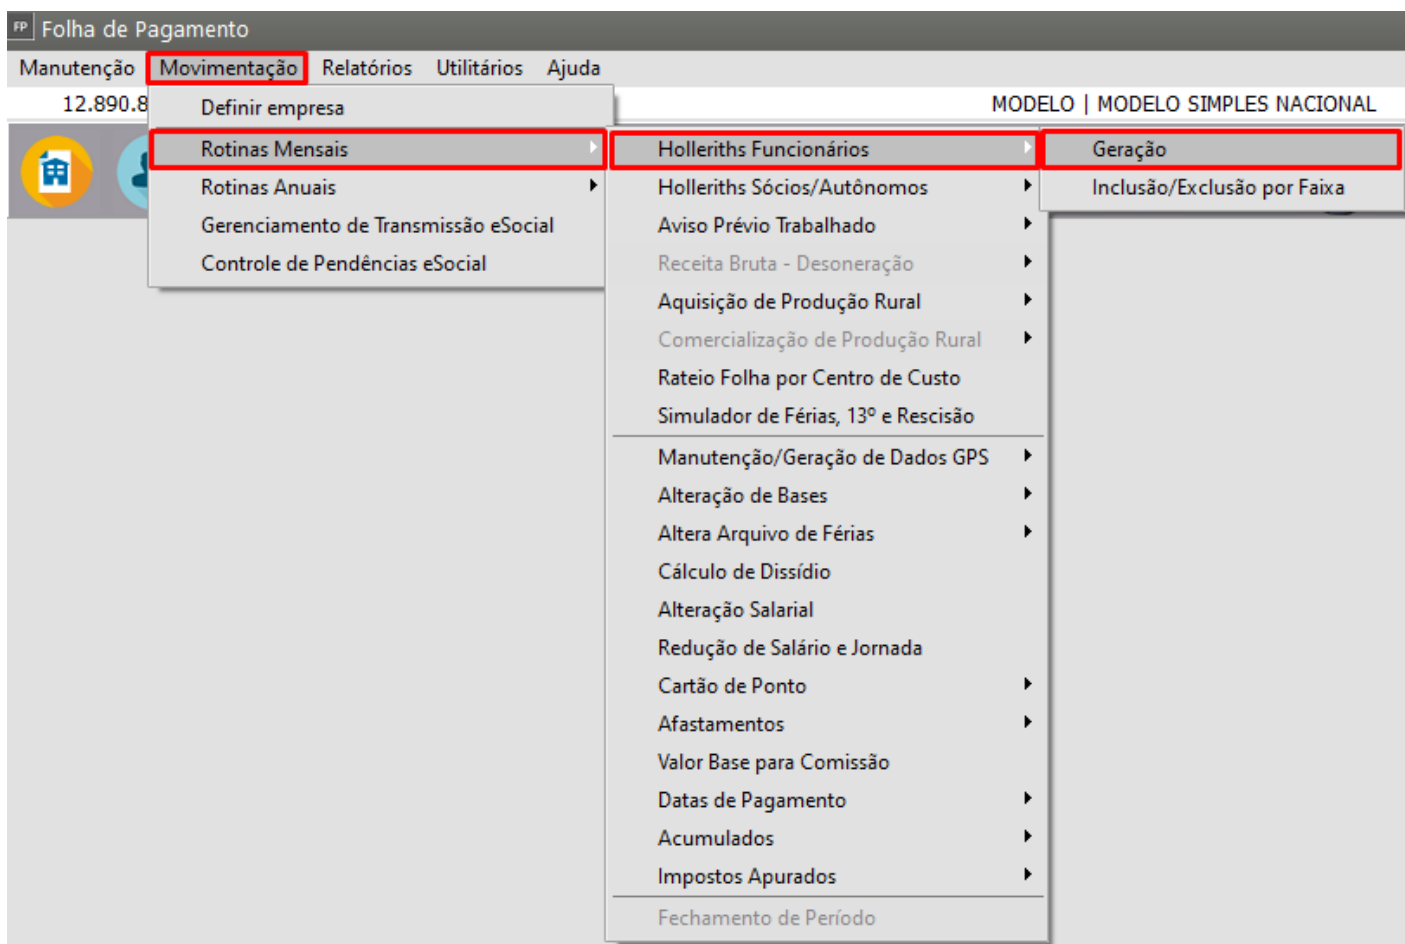 FP Folha de Pagamento
Manutenção Movimentação Relatórios Utilitários Ajuda
12.890.8 MODELO | MODELO SIMPLES NACIONAL
Definir empresa
Rotinas Mensais
Rotinas Anuais
Gerenciamento de Transmissão eSocial
Controle de Pendências eSocial
Holleriths Funcionários
Holleriths Sócios/Autônomos
Aviso Prévio Trabalhado
Receita Bruta - Desoneração
Aquisição de Produção Rural
Comercialização de Produção Rural
Rateio Folha por Centro de Custo
Simulador de Férias, 13º e Rescisão
Manutenção/Geração de Dados GPS
Alteração de Bases
Altera Arquivo de Férias
Cálculo de Dissídio
Alteração Salarial
Redução de Salário e Jornada
Cartão de Ponto
Afastamentos
Valor Base para Comissão
Datas de Pagamento
Acumulados
Impostos Apurados
Fechamento de Período
Geração
Inclusão/Exclusão por Faixa